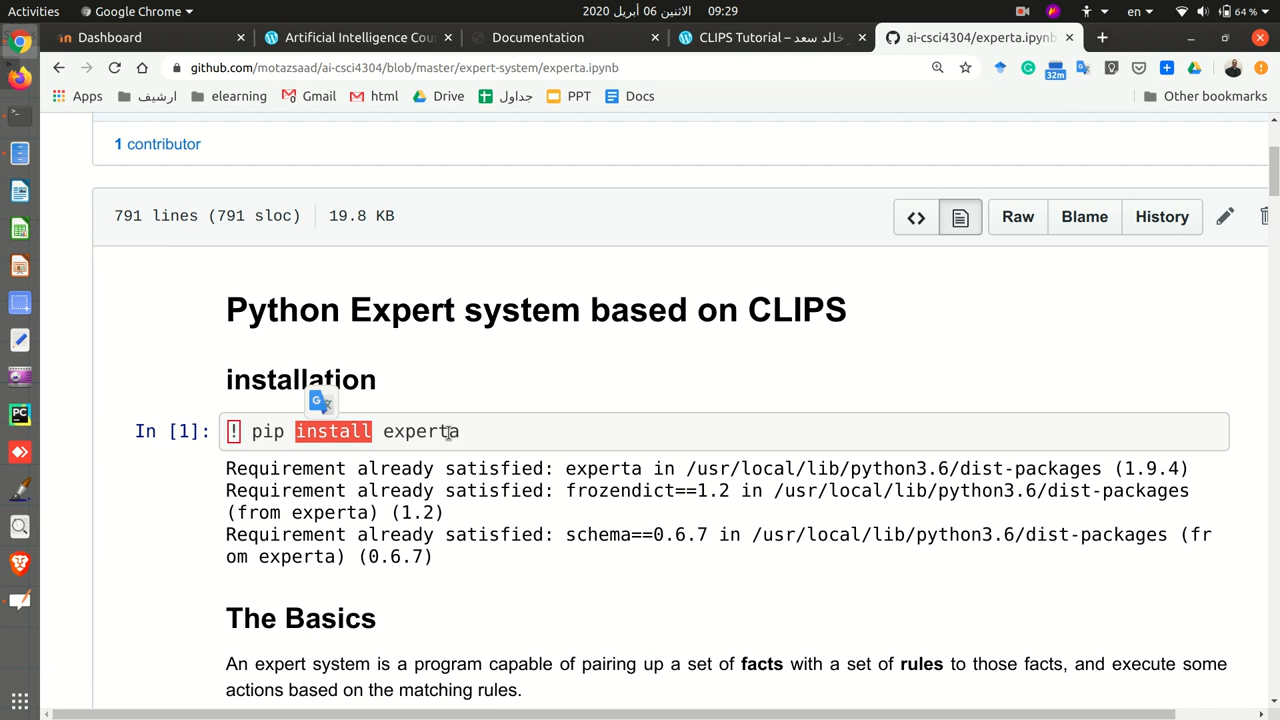 Activities Google Chrome الاثنين 06 أبريل 2020 09:29 en 64 %
Dashboard Artificial Intelligence Cou Documentation CLIPS Tutorial – خالد سعد ai-csci4304/experta.ipynb
github.com/motazsaad/ai-csci4304/blob/master/expert-system/experta.ipynb 32m
Apps ارشيف elearning Gmail html Drive جداول PPT Docs Other bookmarks
1 contributor
791 lines (791 sloc) 19.8 KB Raw Blame History
Python Expert system based on CLIPS
installation
In [1]: ! pip install experta
Requirement already satisfied: experta in /usr/local/lib/python3.6/dist-packages (1.9.4)
Requirement already satisfied: frozendict==1.2 in /usr/local/lib/python3.6/dist-packages
(from experta) (1.2)
Requirement already satisfied: schema==0.6.7 in /usr/local/lib/python3.6/dist-packages (fr
om experta) (0.6.7)
The Basics
An expert system is a program capable of pairing up a set of facts with a set of rules to those facts, and execute some
actions based on the matching rules.